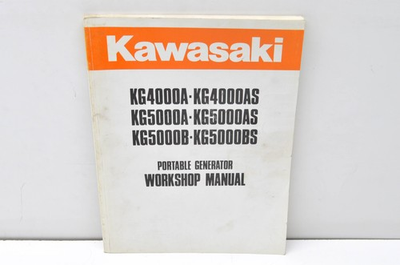 Kawasaki
KG4000A·KG4000AS
KG5000A·KG5000AS
KG5000B·KG5000BS
PORTABLE GENERATOR
WORKSHOP MANUAL